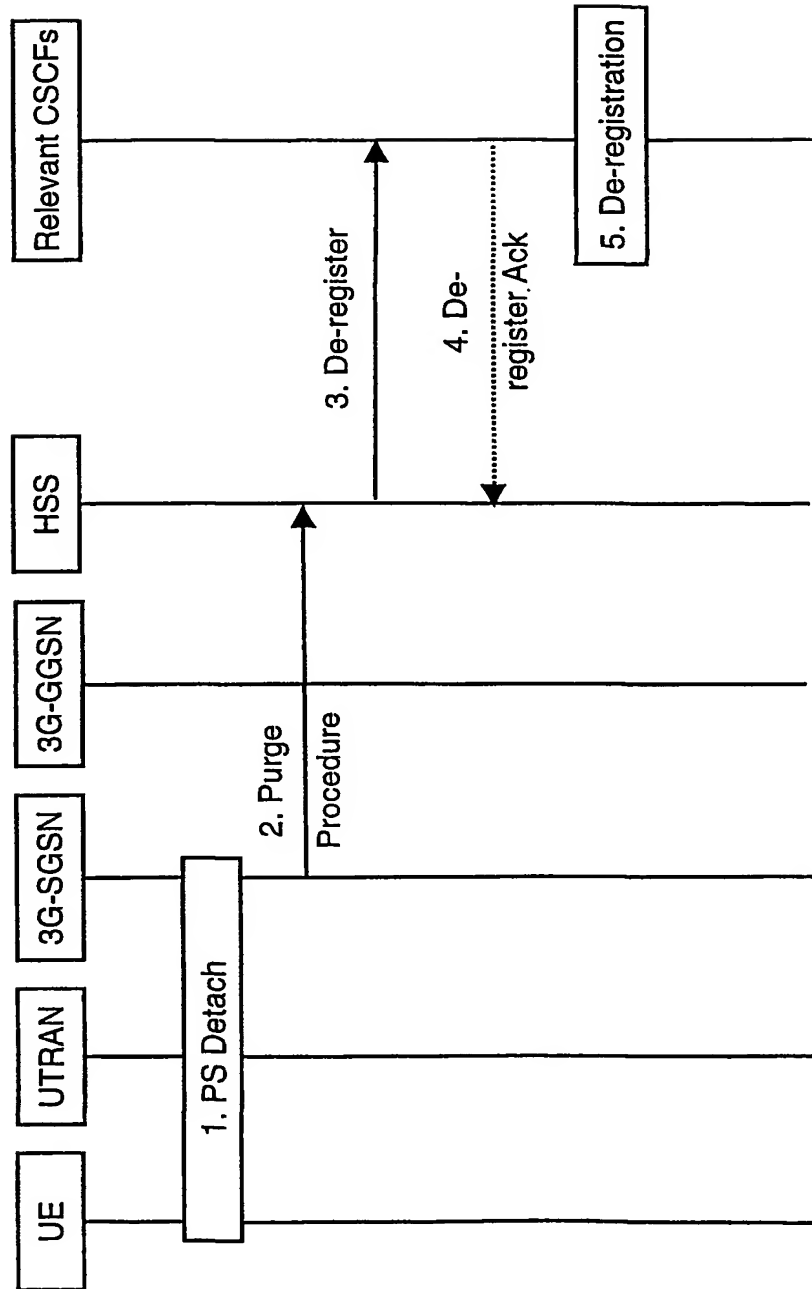 UE
UTRAN
3G-SGSN
3G-GGSN
HSS
Relevant CSCFs
1. PS Detach
2. Purge
Procedure
3. De-register
4. De-
register Ack
5. De-registration